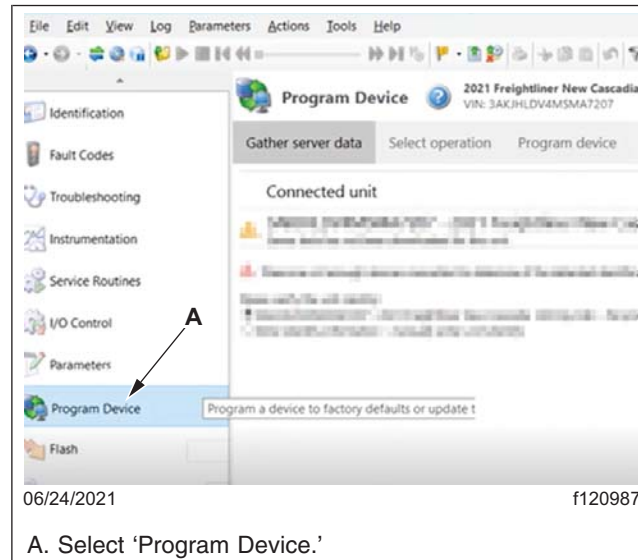 File Edit View Log Parameters Actions Tools Help
Program Device
2021 Freightliner New Cascadia
VIN: 3AKJHLDV4MSMA7207
Identification
Fault Codes
Troubleshooting
Instrumentation
Service Routines
I/O Control
Parameters
Program Device
Flash
Gather server data Select operation Program device
Connected unit
A
Program a device to factory defaults or update t
06/24/2021
f120987
A. Select ‘Program Device.’